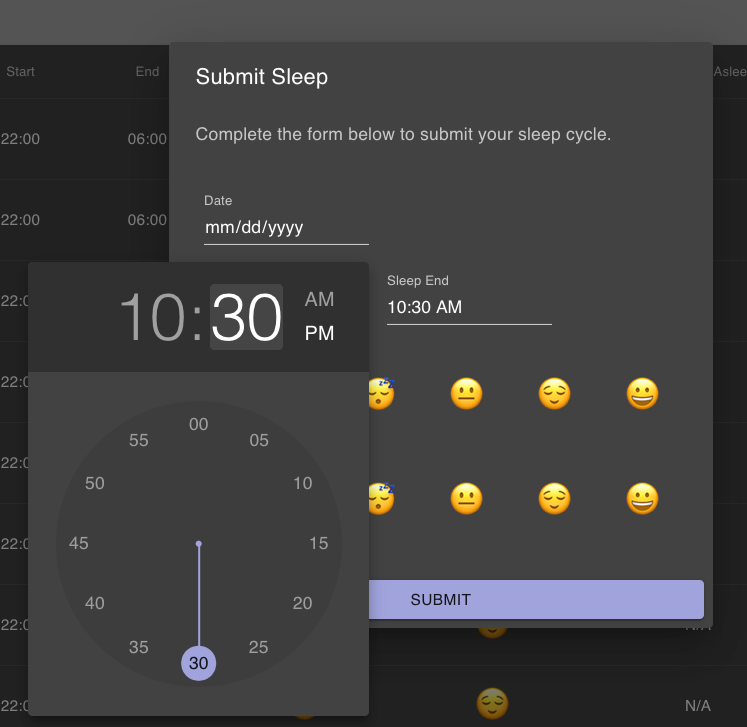 Start End Aslee
Submit Sleep
Complete the form below to submit your sleep cycle.
22:00 06:00
Date
mm/dd/yyyy
22:00 06:00
Sleep End
10:30 AM
10:30 AM
PM
22:0
22:0
22:0
22:0
22:0
22:0
00
55 05
50 10
45 15
40 20
35 25
30
SUBMIT
N/A
N/A